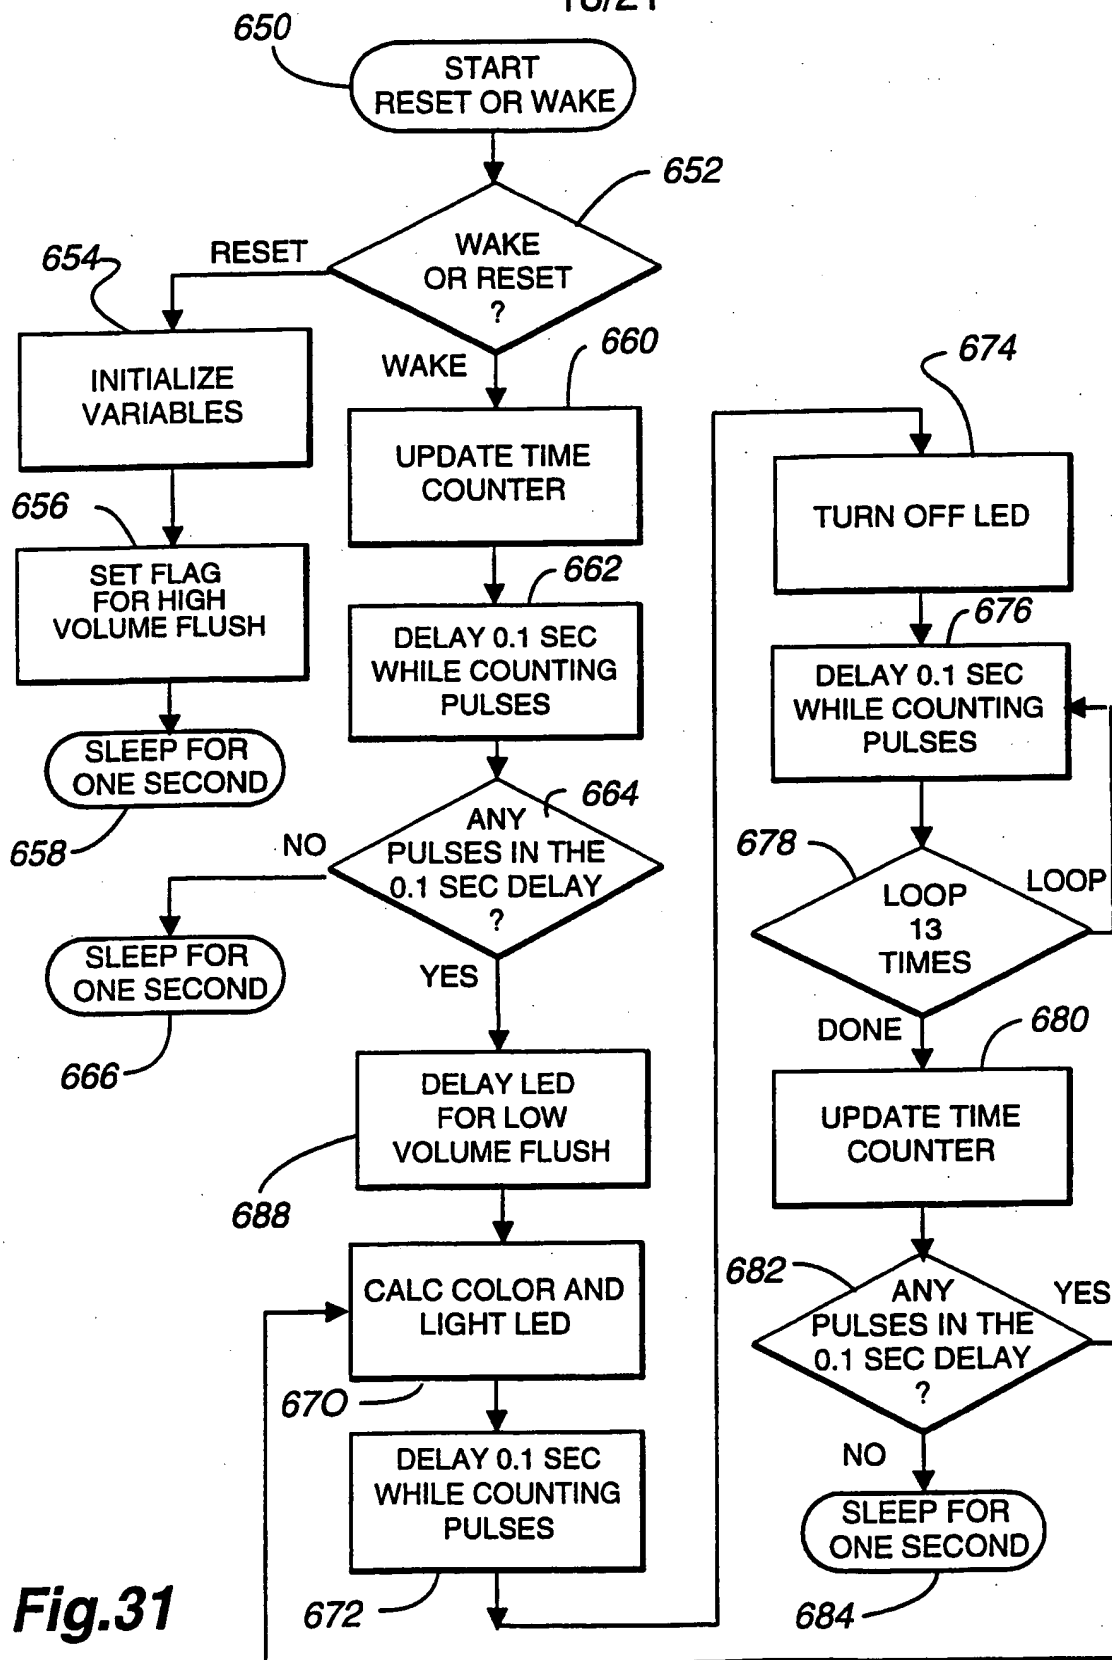 650
START
RESET OR WAKE
652
WAKE
OR RESET
?
RESET
654
INITIALIZE
VARIABLES
656
SET FLAG
FOR HIGH
VOLUME FLUSH
SLEEP FOR
ONE SECOND
658
WAKE
660
UPDATE TIME
COUNTER
662
DELAY 0.1 SEC
WHILE COUNTING
PULSES
664
ANY
PULSES IN THE
0.1 SEC DELAY
?
NO
SLEEP FOR
ONE SECOND
666
YES
DELAY LED
FOR LOW
VOLUME FLUSH
688
CALC COLOR AND
LIGHT LED
670
DELAY 0.1 SEC
WHILE COUNTING
PULSES
672
674
TURN OFF LED
676
DELAY 0.1 SEC
WHILE COUNTING
PULSES
678
LOOP
13
TIMES
LOOP
DONE
680
UPDATE TIME
COUNTER
682
ANY
PULSES IN THE
0.1 SEC DELAY
?
YES
NO
SLEEP FOR
ONE SECOND
684
Fig.31